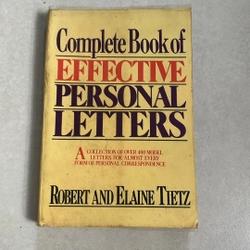 Complete Book of
EFFECTIVE
PERSONAL
LETTERS
A COLLECTION OF OVER 400 MODEL
LETTERS FOR ALMOST EVERY
FORM OF PERSONAL CORRESPONDENCE
ROBERT AND ELAINE TIETZ